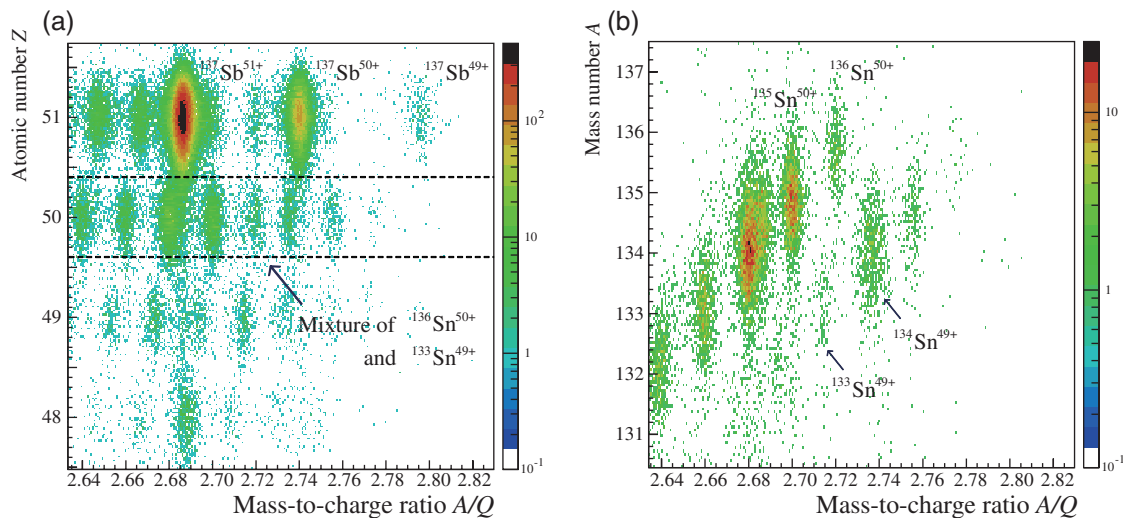 (a)
Atomic number Z
¹³⁷Sb⁵¹⁺
¹³⁷Sb⁵⁰⁺
¹³⁷Sb⁴⁹⁺
51
50
49
48
Mixture of ¹³⁶Sn⁵⁰⁺
and ¹³³Sn⁴⁹⁺
2.64 2.66 2.68 2.70 2.72 2.74 2.76 2.78 2.80 2.82
Mass-to-charge ratio A/Q
10²
10
1
10⁻¹
(b)
Mass number A
137
136
135
134
133
132
131
¹³⁶Sn⁵⁰⁺
¹³⁵Sn⁵⁰⁺
¹³⁴Sn⁴⁹⁺
¹³³Sn⁴⁹⁺
2.64 2.66 2.68 2.70 2.72 2.74 2.76 2.78 2.80 2.82
Mass-to-charge ratio A/Q
10
1
10⁻¹